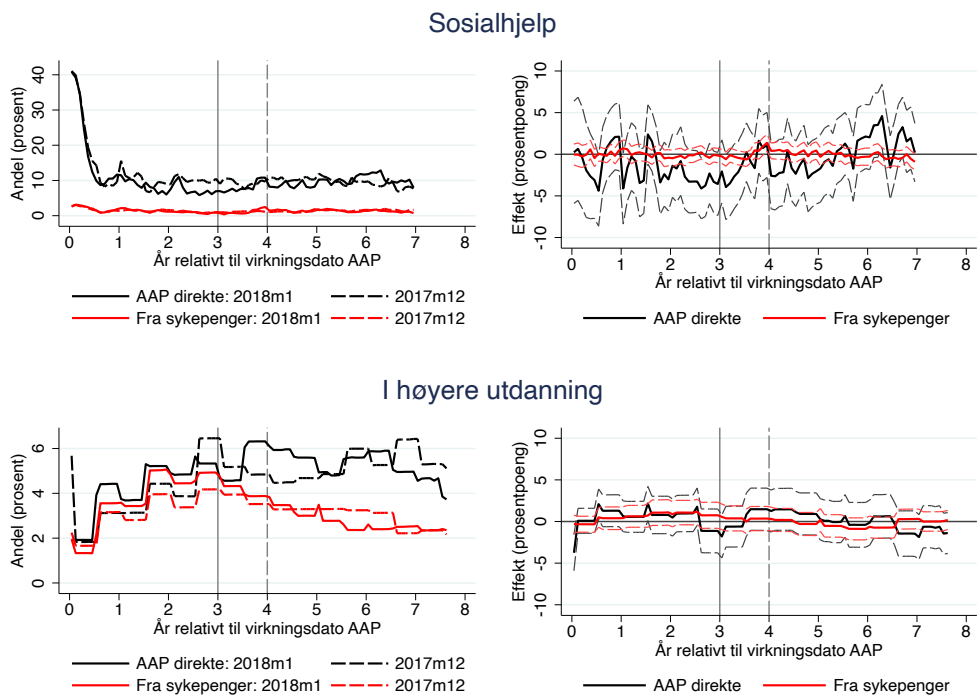 Sosialhjelp
Andel (prosent)
40
30
20
10
0
0 1 2 3 4 5 6 7 8
År relativt til virkningsdato AAP
AAP direkte: 2018m1 2017m12
Fra sykepenger: 2018m1 2017m12
Effekt (prosentpoeng)
10
5
0
-5
-10
0 1 2 3 4 5 6 7 8
År relativt til virkningsdato AAP
AAP direkte Fra sykepenger
I høyere utdanning
Andel (prosent)
6
4
2
0
0 1 2 3 4 5 6 7 8
År relativt til virkningsdato AAP
AAP direkte: 2018m1 2017m12
Fra sykepenger: 2018m1 2017m12
Effekt (prosentpoeng)
10
5
0
-5
-10
0 1 2 3 4 5 6 7 8
År relativt til virkningsdato AAP
AAP direkte Fra sykepenger